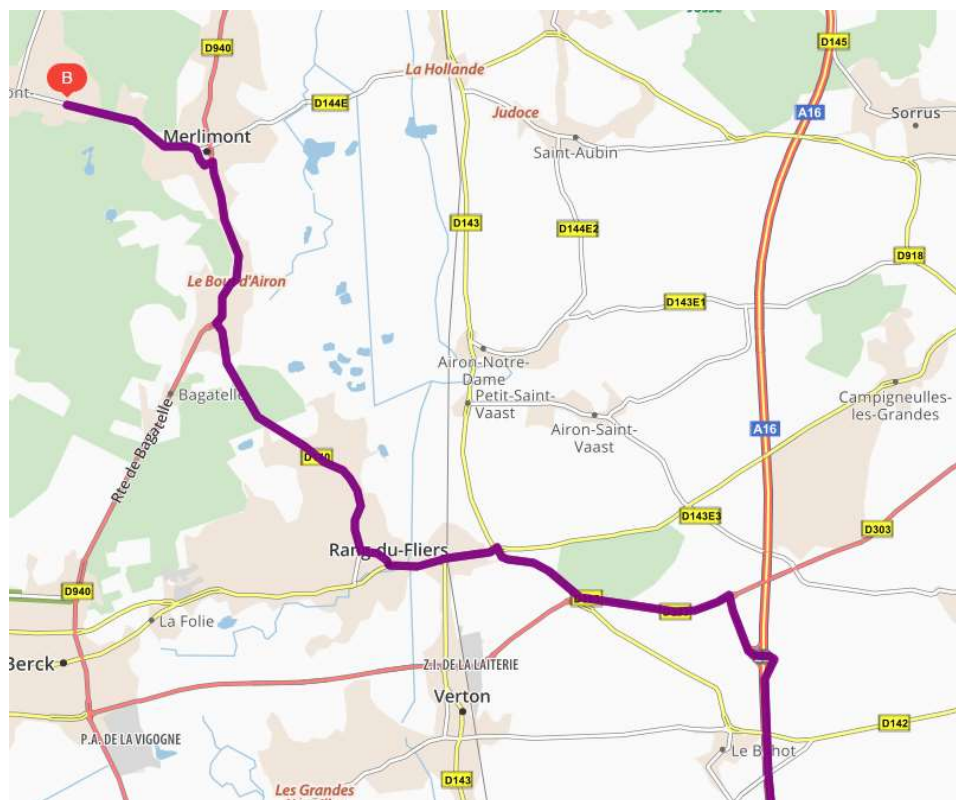 D940
D145
La Hollande
B
D144E
Judoce
A16
Sorrus
Merlimont
Saint-Aubin
D143
D144E2
D918
Le Bout d'Airon
D143E1
Airon-Notre-
Dame
Petit-Saint-
Vaast
Bagatelle
Campigneulles-
les-Grandes
Airon-Saint-
Vaast
A16
Rte de Bagatelle
D143E3
D303
Rang-du-Fliers
D940
La Folie
Berck
Z.I. DE LA LAITERIE
Verton
P.A. DE LA VIGOGNE
D142
Le Bahot
D143
Les Grandes